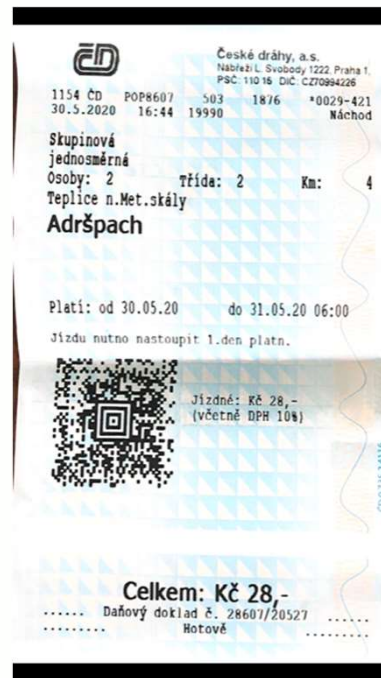 ČD
České dráhy, a.s.
Nábřeží L. Svobody 1222, Praha 1,
PSČ: 110 15 DIČ: CZ70994226
1154 ČD POP8607 503 1876 *0029-421
30.5.2020 16:44 19990 Náchod
Skupinová
jednosměrná
Osoby: 2 Třída: 2 Km: 4
Teplice n.Met.skály
Adršpach
Platí: od 30.05.20 do 31.05.20 06:00
Jízdu nutno nastoupit 1.den platn.
Jízdné: Kč 28,-
(včetně DPH 10%)
Celkem: Kč 28,-
...... Daňový doklad č. 28607/20527 ......
......... Hotově .........